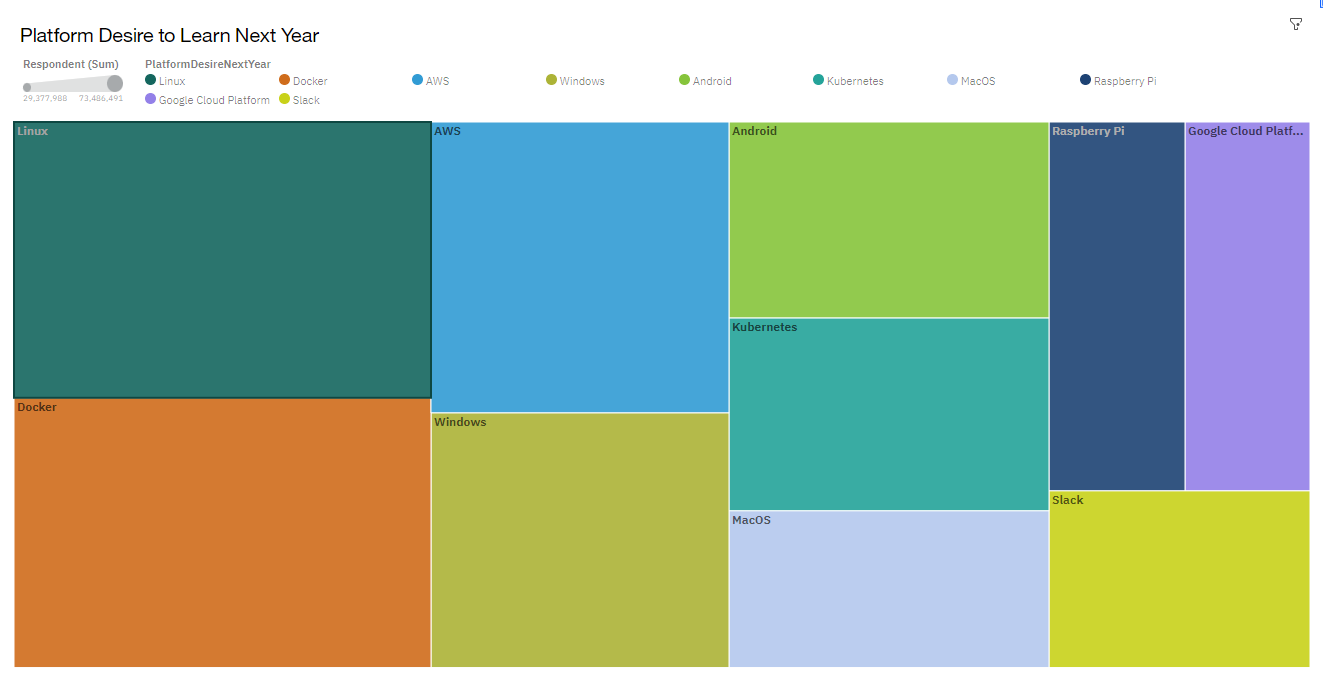 Platform Desire to Learn Next Year
Respondent (Sum)
29,377,988 73,486,491
PlatformDesireNextYear
Linux Docker AWS Windows Android Kubernetes MacOS Raspberry Pi
Google Cloud Platform Slack
Linux
AWS
Android
Raspberry Pi
Google Cloud Platf...
Kubernetes
Docker
Windows
Slack
MacOS